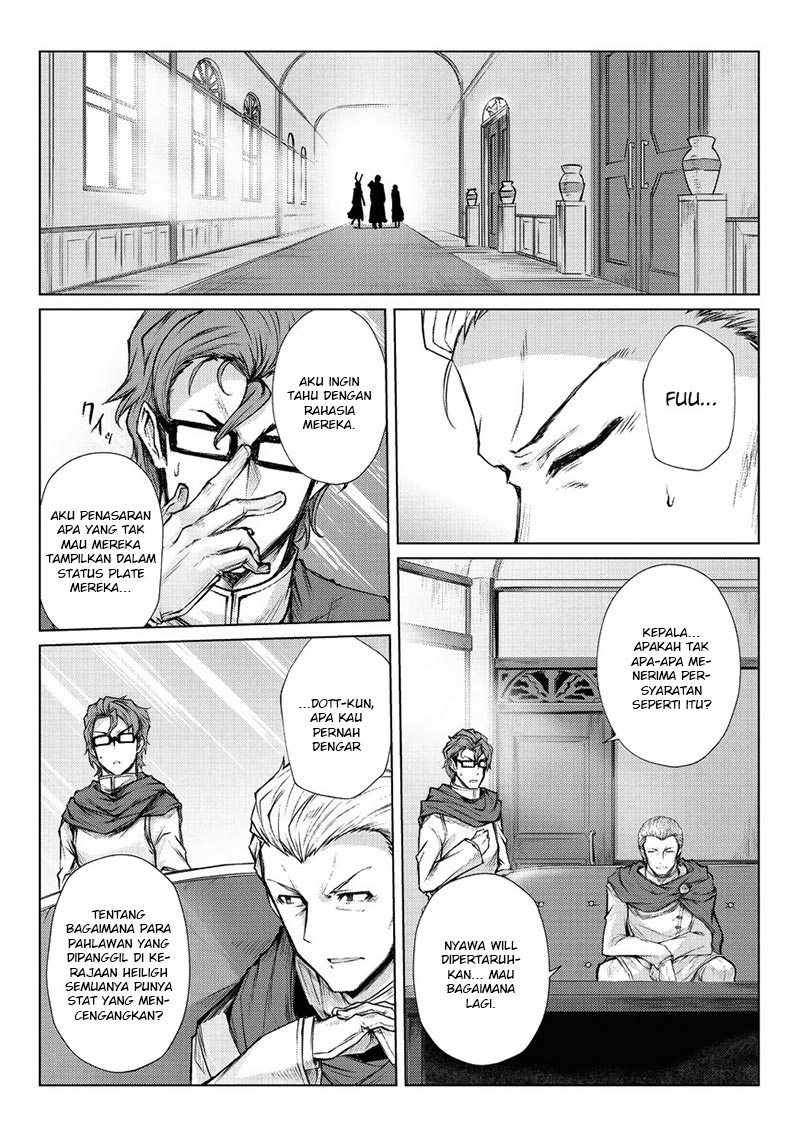 FUU...
AKU INGIN
TAHU DENGAN
RAHASIA
MEREKA.
クイッ
AKU PENASARAN
APA YANG TAK
MAU MEREKA
TAMPILKAN DALAM
STATUS PLATE
MEREKA...
KEPALA...
APAKAH TAK
APA-APA ME-
NERIMA PER-
SYARATAN
SEPERTI ITU?
NYAWA WILL
DIPERTARUH-
KAN... MAU
BAGAIMANA
LAGI.
...DOTT-KUN,
APA KAU
PERNAH
DENGAR
TENTANG
BAGAIMANA PARA
PAHLAWAN YANG
DIPANGGIL DI KE-
RAJAAN HEILIGH
SEMUANYA PUNYA
STAT YANG MEN-
CENGANGKAN?